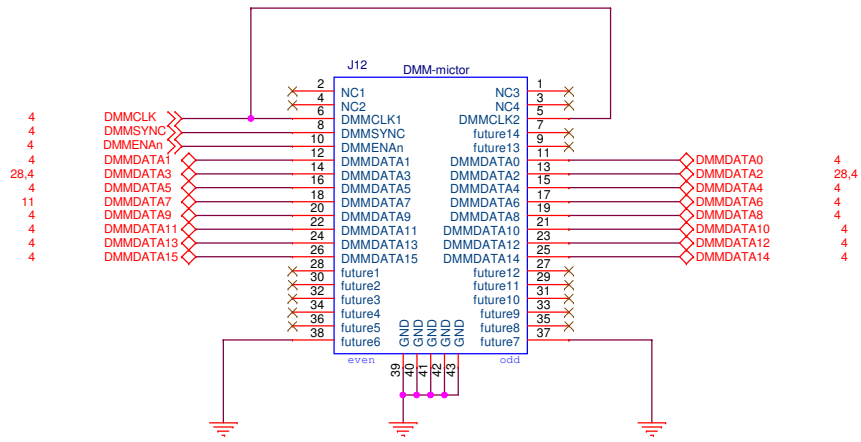 J12
DMM-mictor
2 NC1 NC3 1
4 NC2 NC4 3
4 DMMCLK 6 DMMCLK1 DMMCLK2 5
4 DMMSYNC 8 DMMSYNC future14 7
4 DMMENAn 10 DMMENAn future13 9
4 DMMDATA1 12 DMMDATA1 DMMDATA0 11 DMMDATA0 4
28,4 DMMDATA3 14 DMMDATA3 DMMDATA2 13 DMMDATA2 28,4
4 DMMDATA5 16 DMMDATA5 DMMDATA4 15 DMMDATA4 4
11 DMMDATA7 18 DMMDATA7 DMMDATA6 17 DMMDATA6 4
4 DMMDATA9 20 DMMDATA9 DMMDATA8 19 DMMDATA8 4
4 DMMDATA11 22 DMMDATA11 DMMDATA10 21 DMMDATA10 4
4 DMMDATA13 24 DMMDATA13 DMMDATA12 23 DMMDATA12 4
4 DMMDATA15 26 DMMDATA15 DMMDATA14 25 DMMDATA14 4
28 future1 future12 27
30 future2 future11 29
32 future3 future10 31
34 future4 future9 33
36 future5 future8 35
38 future6 future7 37
GND GND GND GND GND
even odd
39 40 41 42 43